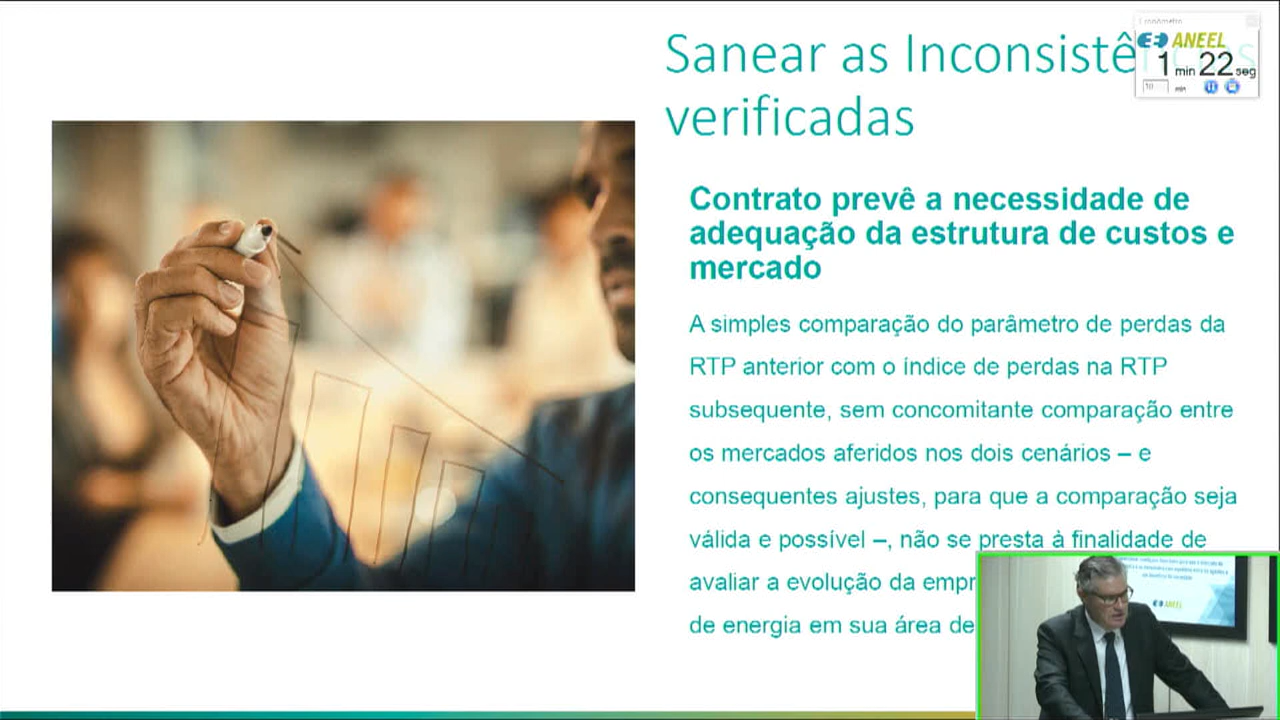 Sanear as Inconsistê
verificadas
ANEEL
1 min 22 seg
10 min
Contrato prevê a necessidade de
adequação da estrutura de custos e
mercado
A simples comparação do parâmetro de perdas da
RTP anterior com o índice de perdas na RTP
subsequente, sem concomitante comparação entre
os mercados aferidos nos dois cenários – e
consequentes ajustes, para que a comparação seja
válida e possível –, não se presta à finalidade de
avaliar a evolução da empr
de energia em sua área de
ANEEL